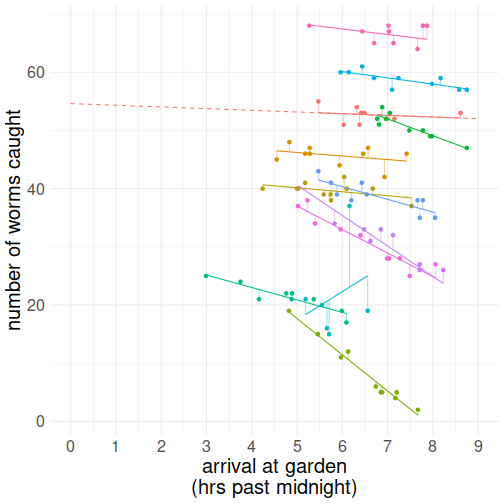 number of worms caught
60
40
20
0
0 1 2 3 4 5 6 7 8 9
arrival at garden
(hrs past midnight)